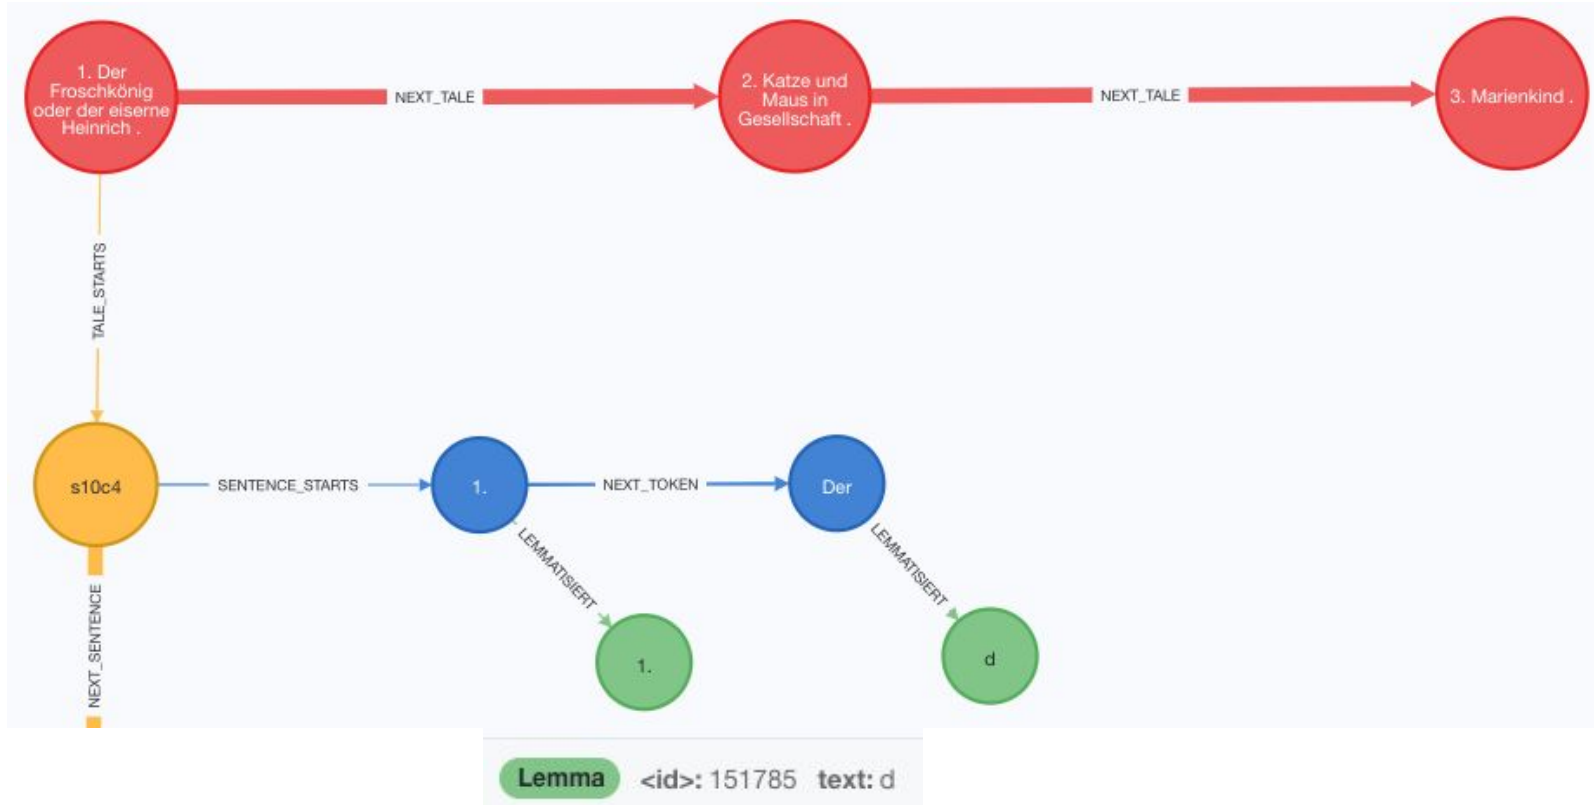 1. Der
Froschkönig
oder der eiserne
Heinrich .
NEXT_TALE
2. Katze und
Maus in
Gesellschaft .
NEXT_TALE
3. Marienkind .
TALE_STARTS
s10c4
SENTENCE_STARTS
1.
NEXT_TOKEN
Der
LEMMATISIERT
LEMMATISIERT
NEXT_SENTENCE
1.
d
Lemma <id>: 151785 text: d